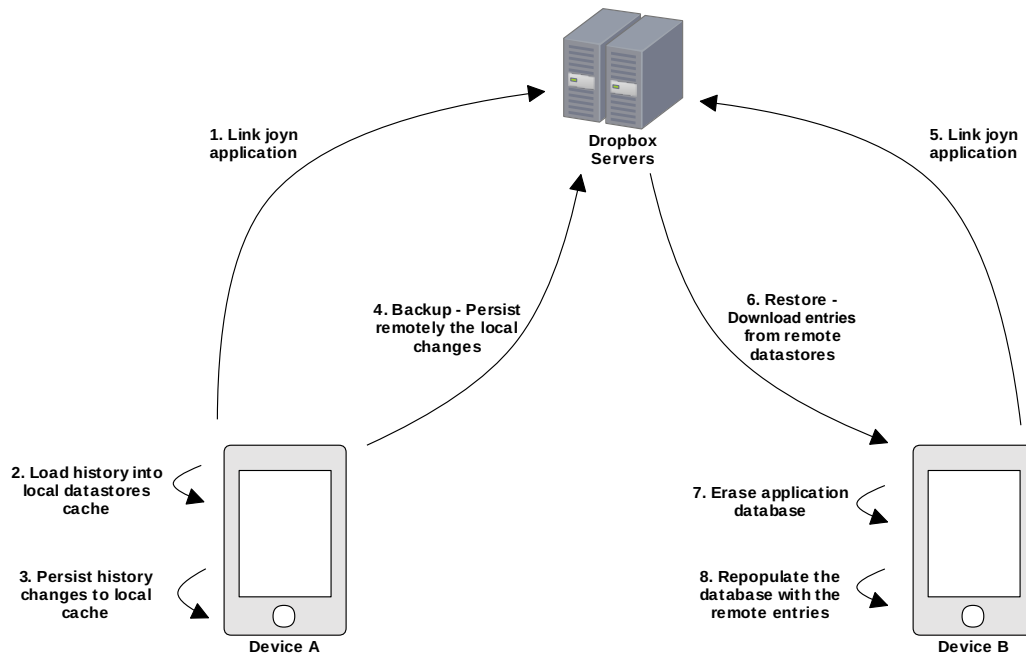 Dropbox
Servers
1. Link joyn
application
5. Link joyn
application
4. Backup - Persist
remotely the local
changes
6. Restore -
Download entries
from remote
datastores
2. Load history into
local datastores
cache
3. Persist history
changes to local
cache
Device A
7. Erase application
database
8. Repopulate the
database with the
remote entries
Device B